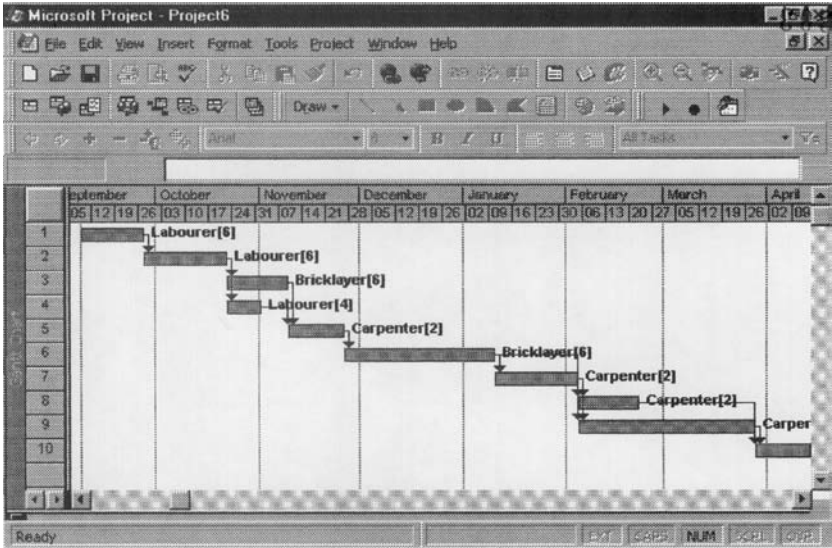 Microsoft Project - Project6
File Edit View Insert Format Tools Project Window Help
Draw
Arial 8 B I U All Tasks
eptember October November December January February March April
05 12 19 26 03 10 17 24 31 07 14 21 28 05 12 19 26 02 09 16 23 30 06 13 20 27 05 12 19 26 02 09
1 Labourer[6]
2 Labourer[6]
3 Bricklayer[6]
4 Labourer[4]
5 Carpenter[2]
6 Bricklayer[6]
7 Carpenter[2]
8 Carpenter[2]
9 Carper
10
Gantt Chart
Ready EXT CAPS NUM SCRL OVR